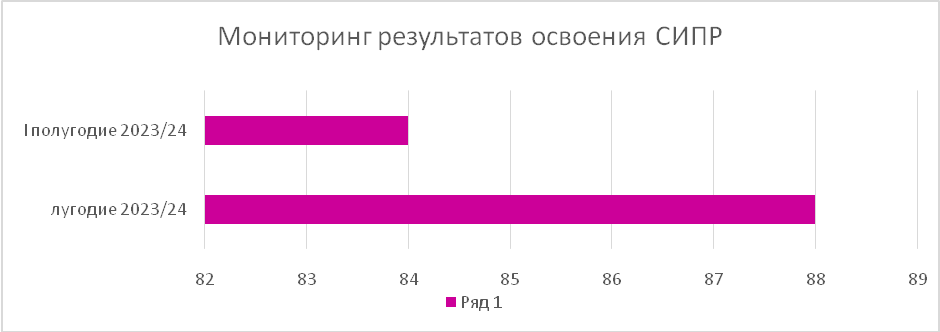 Мониторинг результатов освоения СИПР
I полугодие 2023/24
лугодие 2023/24
82 83 84 85 86 87 88 89
Ряд 1